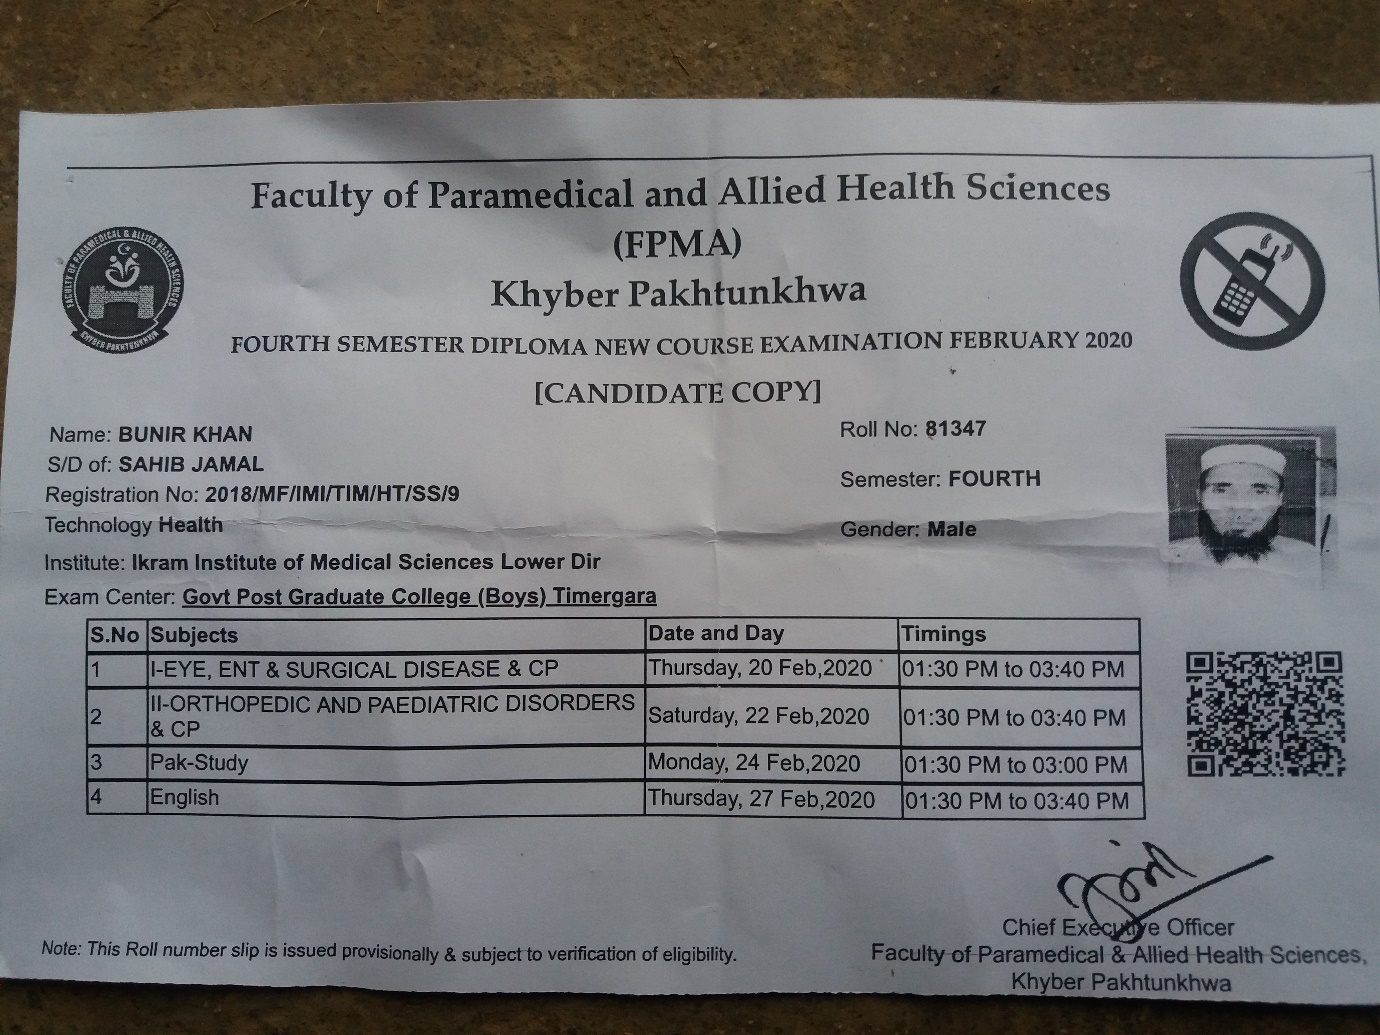 Faculty of Paramedical and Allied Health Sciences
(FPMA)
Khyber Pakhtunkhwa
FACULTY OF PARAMEDICAL & ALLIED HEALTH SCIENCES
KHYBER PAKHTUNKHWA
FOURTH SEMESTER DIPLOMA NEW COURSE EXAMINATION FEBRUARY 2020
[CANDIDATE COPY]
Name: BUNIR KHAN
S/D of: SAHIB JAMAL
Registration No: 2018/MF/IMI/TIM/HT/SS/9
Technology Health
Roll No: 81347
Semester: FOURTH
Gender: Male
Institute: Ikram Institute of Medical Sciences Lower Dir
Exam Center: Govt Post Graduate College (Boys) Timergara
S.No Subjects Date and Day Timings
1 I-EYE, ENT & SURGICAL DISEASE & CP Thursday, 20 Feb,2020 01:30 PM to 03:40 PM
2 II-ORTHOPEDIC AND PAEDIATRIC DISORDERS
& CP Saturday, 22 Feb,2020 01:30 PM to 03:40 PM
3 Pak-Study Monday, 24 Feb,2020 01:30 PM to 03:00 PM
4 English Thursday, 27 Feb,2020 01:30 PM to 03:40 PM
Note: This Roll number slip is issued provisionally & subject to verification of eligibility.
Chief Executive Officer
Faculty of Paramedical & Allied Health Sciences,
Khyber Pakhtunkhwa